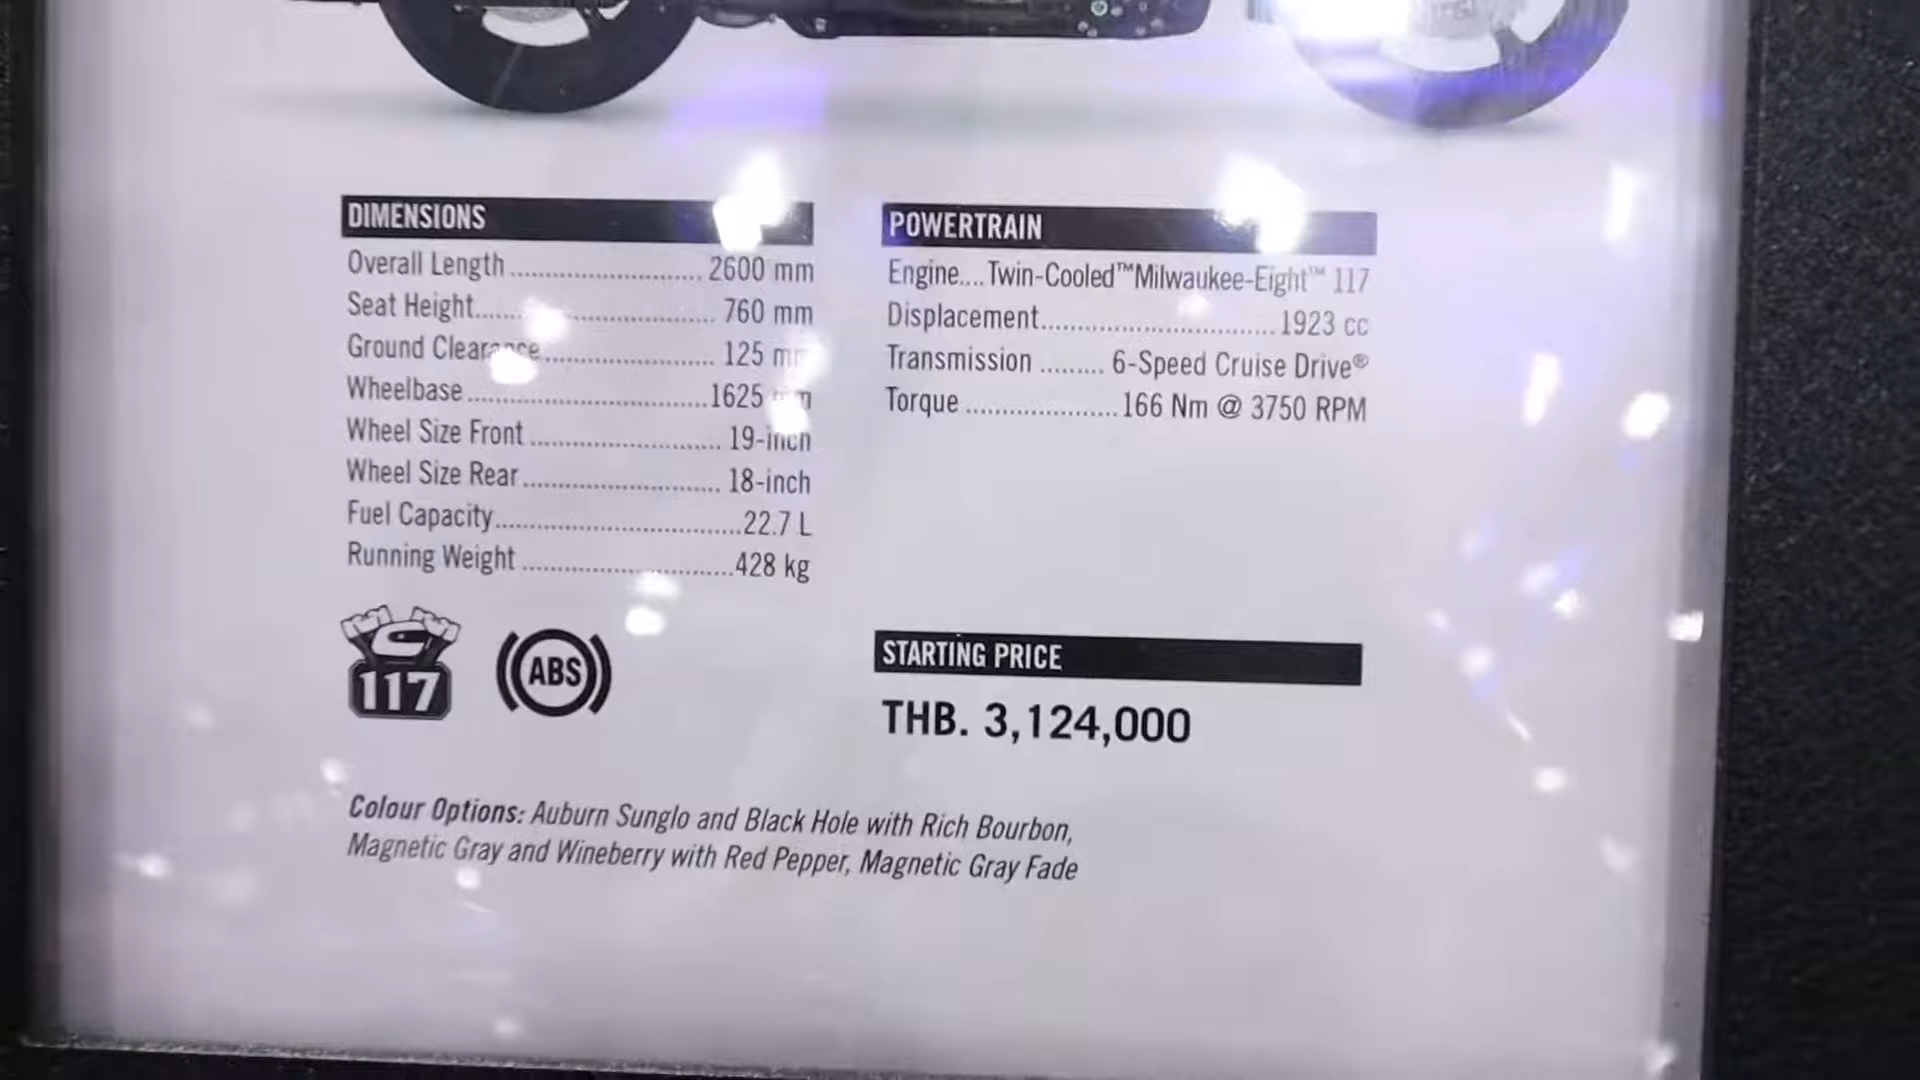 DIMENSIONS
Overall Length ........................ 2600 mm
Seat Height.............................. 760 mm
Ground Clearance...................... 125 mm
Wheelbase..............................1625 mm
Wheel Size Front ........................ 19-inch
Wheel Size Rear ......................... 18-inch
Fuel Capacity...............................22.7 L
Running Weight ..........................428 kg
117
ABS
POWERTRAIN
Engine.... Twin-Cooled™Milwaukee-Eight™ 117
Displacement................................ 1923 cc
Transmission ......... 6-Speed Cruise Drive®
Torque ..................... 166 Nm @ 3750 RPM
STARTING PRICE
THB. 3,124,000
Colour Options: Auburn Sunglo and Black Hole with Rich Bourbon,
Magnetic Gray and Wineberry with Red Pepper, Magnetic Gray Fade